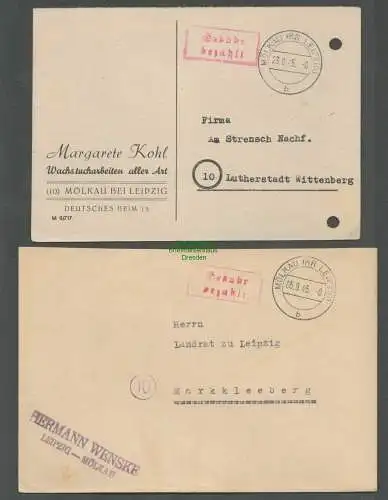 Gebühr
bezahlt
MÖLKAU ÜB. LEIPZIG
b
Firma
Am Strensch Nachf.
10 Lutherstadt Wittenberg
Margarete Kohl
Wachstucharbeiten aller Art
(10) MÖLKAU BEI LEIPZIG
DEUTSCHES HEIM 15
Briefmarkenhaus
Dresden
Gebühr
bezahlt
MÖLKAU ÜB. LEIPZIG
b
Herrn
Landrat zu Leipzig
10
Markkleeberg
HERMANN WENSKE
LEIPZIG — MÖLKAU